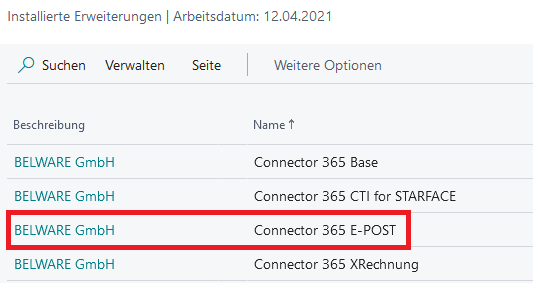 Installierte Erweiterungen | Arbeitsdatum: 12.04.2021
Suchen Verwalten Seite Weitere Optionen
Beschreibung Name ↑
BELWARE GmbH Connector 365 Base
BELWARE GmbH Connector 365 CTI for STARFACE
BELWARE GmbH Connector 365 E-POST
BELWARE GmbH Connector 365 XRechnung